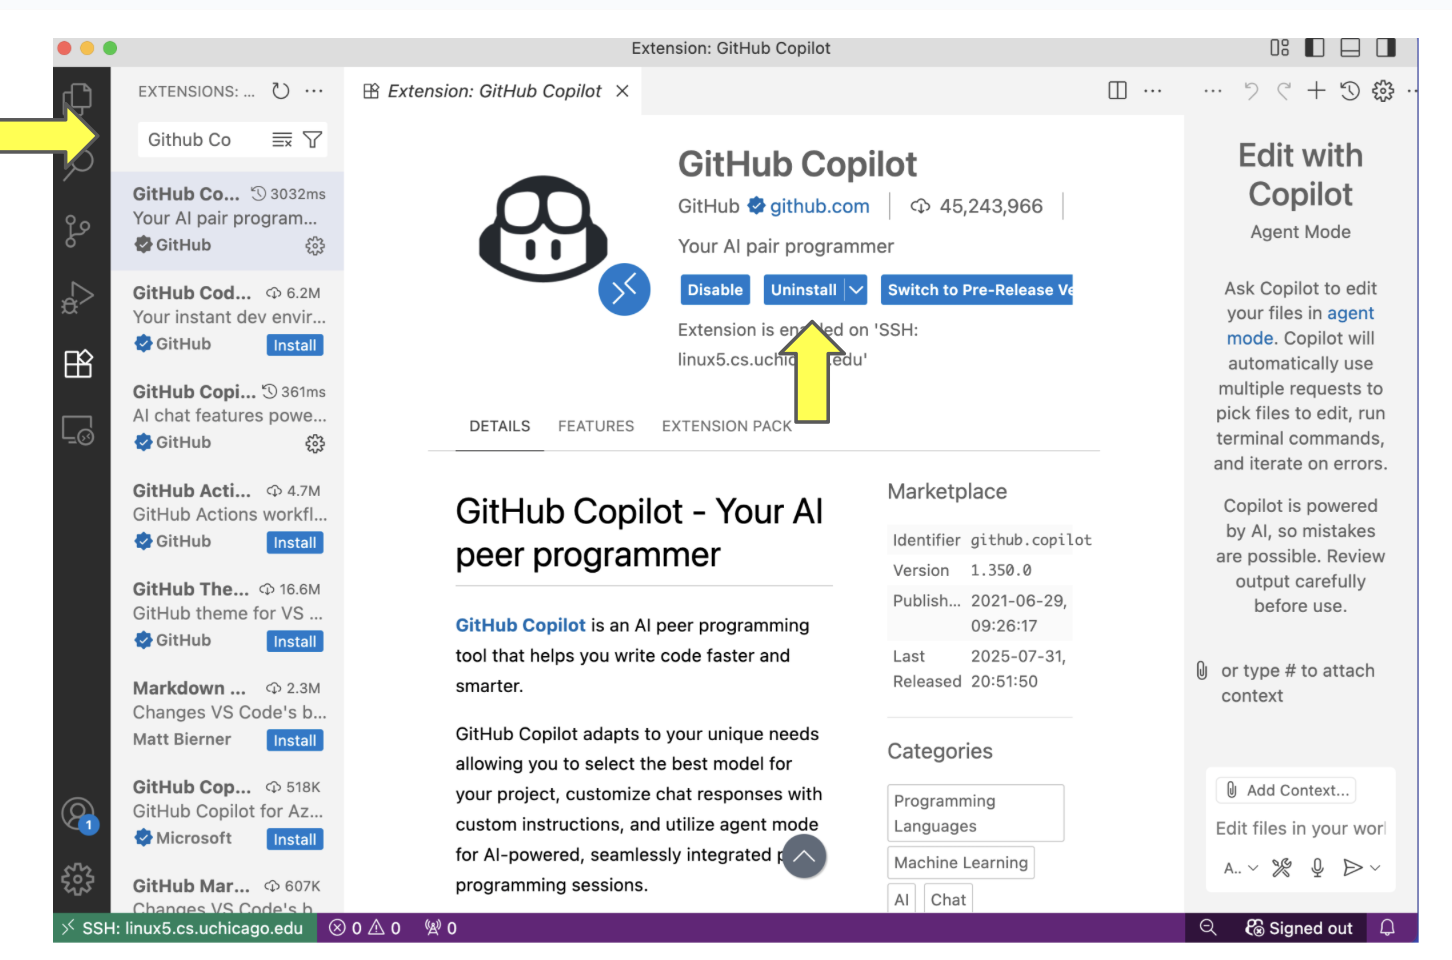 Extension: GitHub Copilot
EXTENSIONS: ...
Github Co
GitHub Co... 3032ms
Your AI pair program...
GitHub
GitHub Cod... 6.2M
Your instant dev envir...
GitHub Install
GitHub Copi... 361ms
AI chat features powe...
GitHub
GitHub Acti... 4.7M
GitHub Actions workfl...
GitHub Install
GitHub The... 16.6M
GitHub theme for VS ...
GitHub Install
Markdown ... 2.3M
Changes VS Code's b...
Matt Bierner Install
GitHub Cop... 518K
GitHub Copilot for Az...
Microsoft Install
GitHub Mar... 607K
Changes VS Code's b
1
Extension: GitHub Copilot
GitHub Copilot
GitHub github.com 45,243,966
Your AI pair programmer
Disable Uninstall Switch to Pre-Release Ve
Extension is enabled on 'SSH:
linux5.cs.uchicago.edu'
DETAILS FEATURES EXTENSION PACK
GitHub Copilot - Your AI
peer programmer
GitHub Copilot is an AI peer programming
tool that helps you write code faster and
smarter.
GitHub Copilot adapts to your unique needs
allowing you to select the best model for
your project, customize chat responses with
custom instructions, and utilize agent mode
for AI-powered, seamlessly integrated p
programming sessions.
Marketplace
Identifier github.copilot
Version 1.350.0
Publish... 2021-06-29,
09:26:17
Last 2025-07-31,
Released 20:51:50
Categories
Programming
Languages
Machine Learning
AI Chat
Edit with
Copilot
Agent Mode
Ask Copilot to edit
your files in agent
mode. Copilot will
automatically use
multiple requests to
pick files to edit, run
terminal commands,
and iterate on errors.
Copilot is powered
by AI, so mistakes
are possible. Review
output carefully
before use.
or type # to attach
context
Add Context...
Edit files in your wor
A..
SSH: linux5.cs.uchicago.edu 0 0 0 Signed out